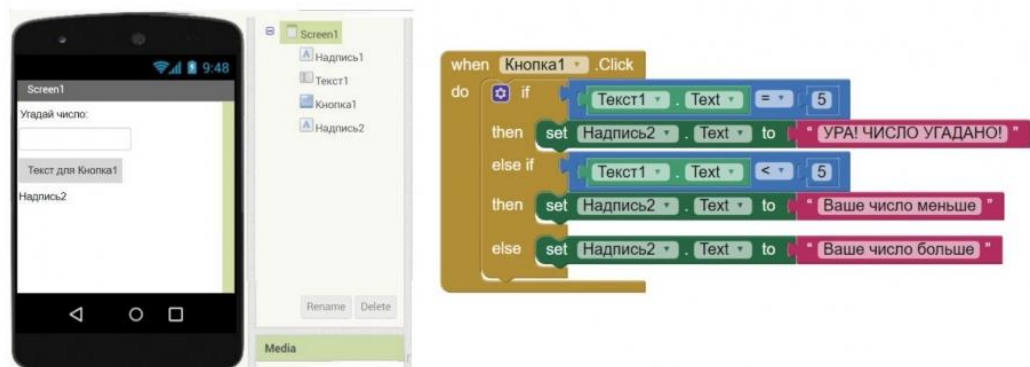 9:48
Screen1
Угадай число:
Текст для Кнопка1
Надпись2
Screen1
Надпись1
Текст1
Кнопка1
Надпись2
Rename Delete
Media
when Кнопка1 .Click
do if Текст1 . Text = 5
then set Надпись2 . Text to " УРА! ЧИСЛО УГАДАНО! "
else if Текст1 . Text < 5
then set Надпись2 . Text to " Ваше число меньше "
else set Надпись2 . Text to " Ваше число больше "